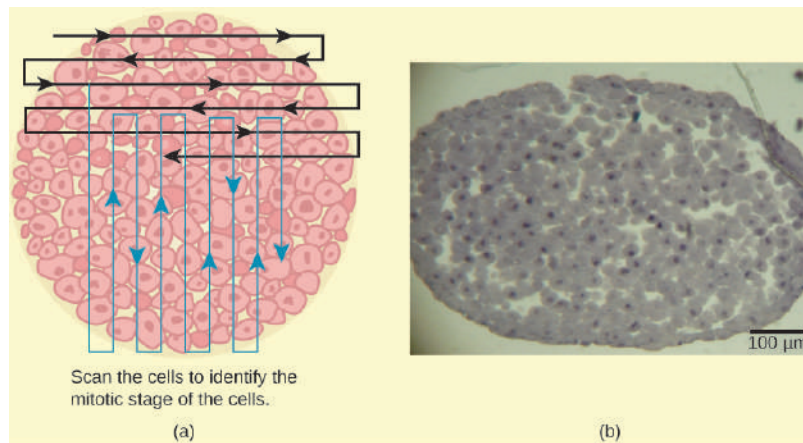 Scan the cells to identify the
mitotic stage of the cells.
(a)
100 µm
(b)